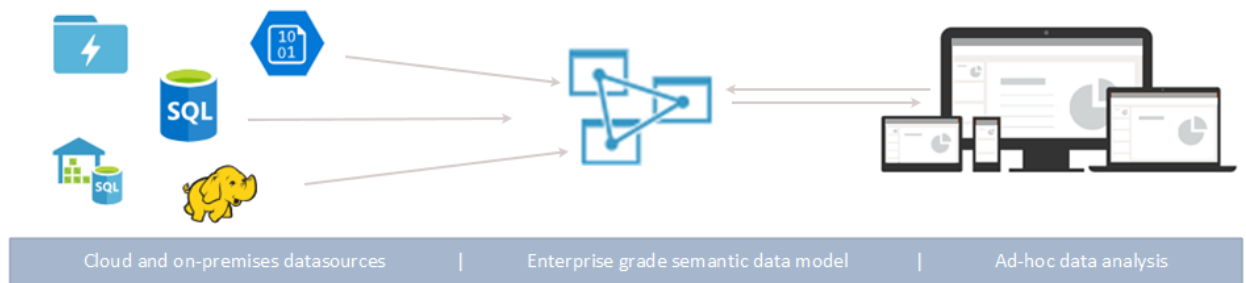 10
01
SQL
SQL
Cloud and on-premises datasources | Enterprise grade semantic data model | Ad-hoc data analysis